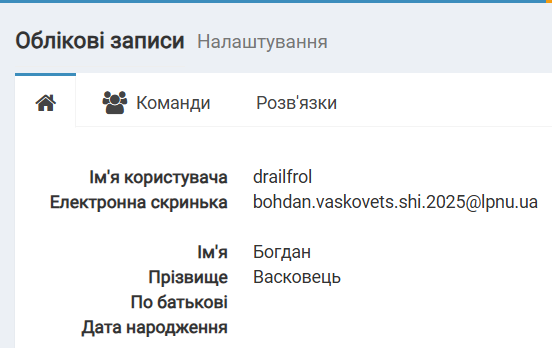 Облікові записи Налаштування
Команди Розв'язки
Ім'я користувача drailfrol
Електронна скринька bohdan.vaskovets.shi.2025@lpnu.ua
Ім'я Богдан
Прізвище Васковець
По батькові
Дата народження